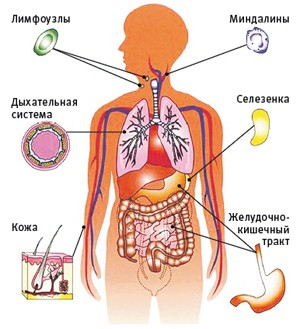 Лимфоузлы
Миндалины
Дыхательная
система
Селезенка
Кожа
Желудочно-
кишечный
тракт